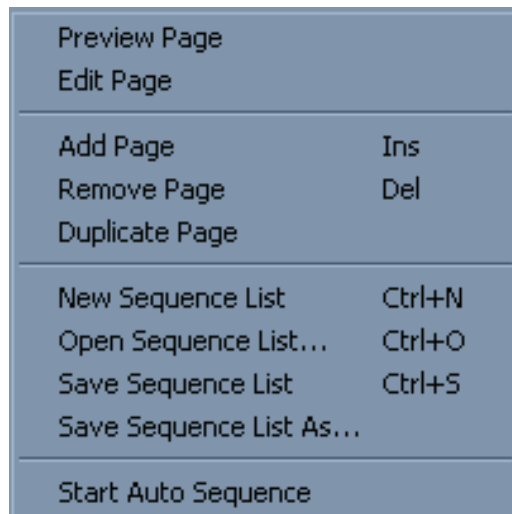 Preview Page
Edit Page
Add Page Ins
Remove Page Del
Duplicate Page
New Sequence List Ctrl+N
Open Sequence List... Ctrl+O
Save Sequence List Ctrl+S
Save Sequence List As...
Start Auto Sequence